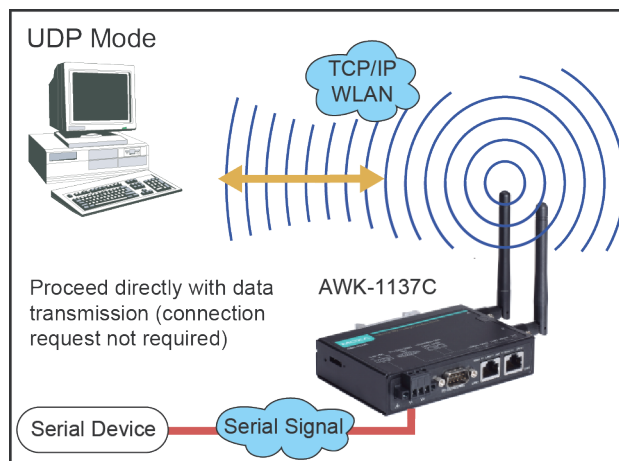 UDP Mode
TCP/IP
WLAN
Proceed directly with data
transmission (connection
request not required)
AWK-1137C
Serial Device
Serial Signal